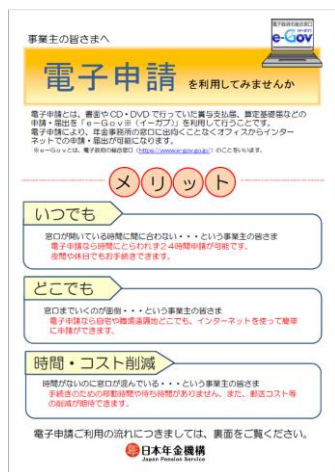 事業主の皆さまへ
電子政府の総合窓口
e-Gov
電子申請 を利用してみませんか
電子申請とは、書面やCD・DVDで行っていた賞与支払届、算定基礎届などの
申請・届出を「e-Gov※(イーガブ)」を利用して行うことです。
電子申請により、年金事務所の窓口に出向くことなくオフィスからインター
ネットでの申請・届出が可能になります。
※e-Govとは、電子政府の総合窓口(https://www.e-gov.go.jp/)のことをいいます。
メリット
いつでも
窓口が開いている時間に間に合わない・・・という事業主の皆さま
電子申請なら時間にとらわれず24時間申請が可能です。
夜間や休日でもお手続きできます。
どこでも
窓口までいくのが面倒・・・という事業主の皆さま
電子申請なら自宅や職場遠隔地どこでも、インターネットを使って簡単
に申請ができます。
時間・コスト削減
時間がないのに窓口が混んでいる・・・という事業主の皆さま
手続きのための移動時間や待ち時間がありません。また、郵送コスト等
の削減が期待できます。
電子申請ご利用の流れにつきましては、裏面をご覧ください。
日本年金機構
Japan Pension Service